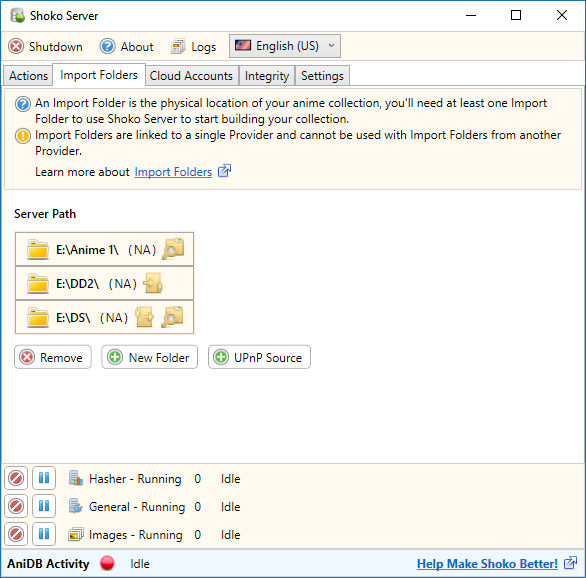 Shoko Server
Shutdown About Logs English (US)
Actions Import Folders Cloud Accounts Integrity Settings
An Import Folder is the physical location of your anime collection, you'll need at least one Import
Folder to use Shoko Server to start building your collection.
Import Folders are linked to a single Provider and cannot be used with Import Folders from another
Provider.
Learn more about Import Folders
Server Path
E:\Anime 1\ (NA)
E:\DD2\ (NA)
E:\DS\ (NA)
Remove New Folder UPnP Source
Hasher - Running 0 Idle
General - Running 0 Idle
Images - Running 0 Idle
AniDB Activity Idle Help Make Shoko Better!